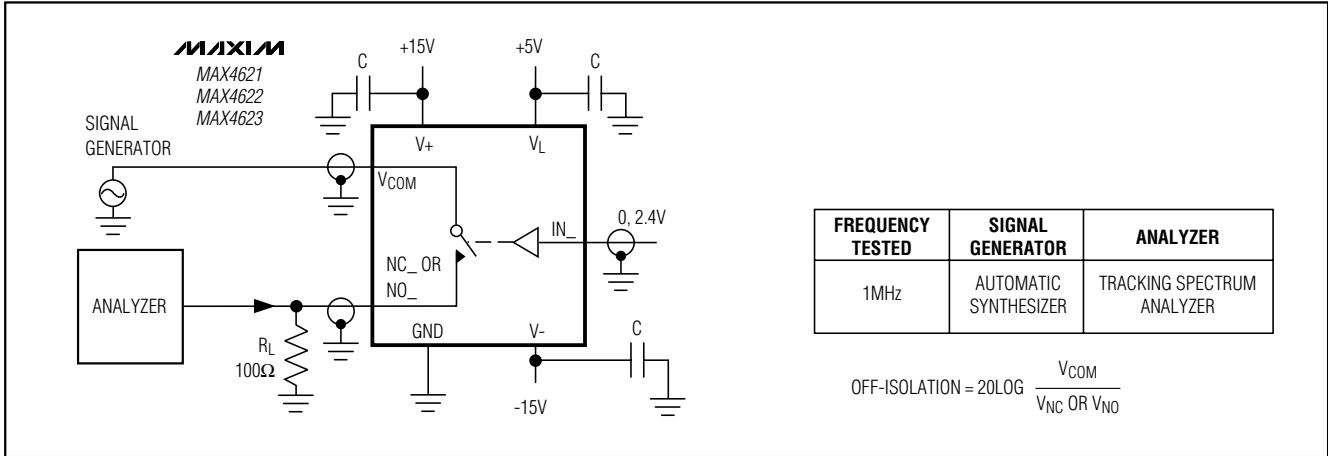 MAXIM
MAX4621
MAX4622
MAX4623
+15V
+5V
C
C
SIGNAL
GENERATOR
V+
VL
VCOM
IN_
0, 2.4V
NC_ OR
NO_
ANALYZER
GND
V-
C
RL
100Ω
-15V
FREQUENCY
TESTED
SIGNAL
GENERATOR
ANALYZER
1MHz
AUTOMATIC
SYNTHESIZER
TRACKING SPECTRUM
ANALYZER
OFF-ISOLATION = 20LOG
VCOM
VNC OR VNO